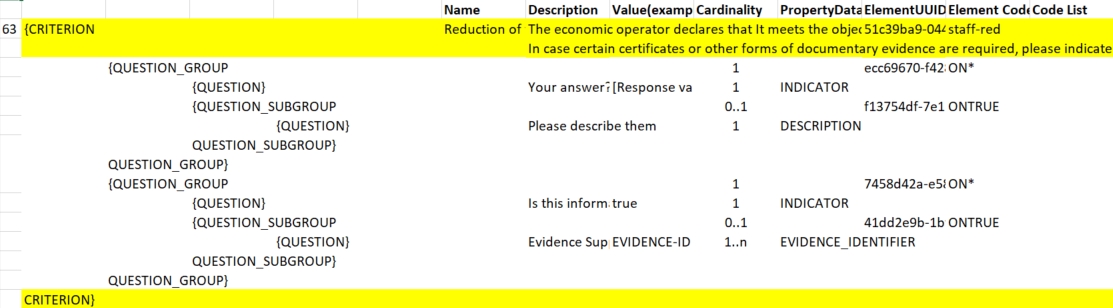 Name Description Value(examp Cardinality PropertyData ElementUUID Element Code Code List
63 {CRITERION Reduction of The economic operator declares that It meets the objec 51c39ba9-044 staff-red
In case certain certificates or other forms of documentary evidence are required, please indicate
{QUESTION_GROUP 1 ecc69670-f42 ON*
{QUESTION} Your answer? [Response va 1 INDICATOR
{QUESTION_SUBGROUP 0..1 f13754df-7e1 ONTRUE
{QUESTION} Please describe them 1 DESCRIPTION
QUESTION_SUBGROUP}
QUESTION_GROUP}
{QUESTION_GROUP 1 7458d42a-e5 ON*
{QUESTION} Is this inform true 1 INDICATOR
{QUESTION_SUBGROUP 0..1 41dd2e9b-1b ONTRUE
{QUESTION} Evidence Sup EVIDENCE-ID 1..n EVIDENCE_IDENTIFIER
QUESTION_SUBGROUP}
QUESTION_GROUP}
CRITERION}